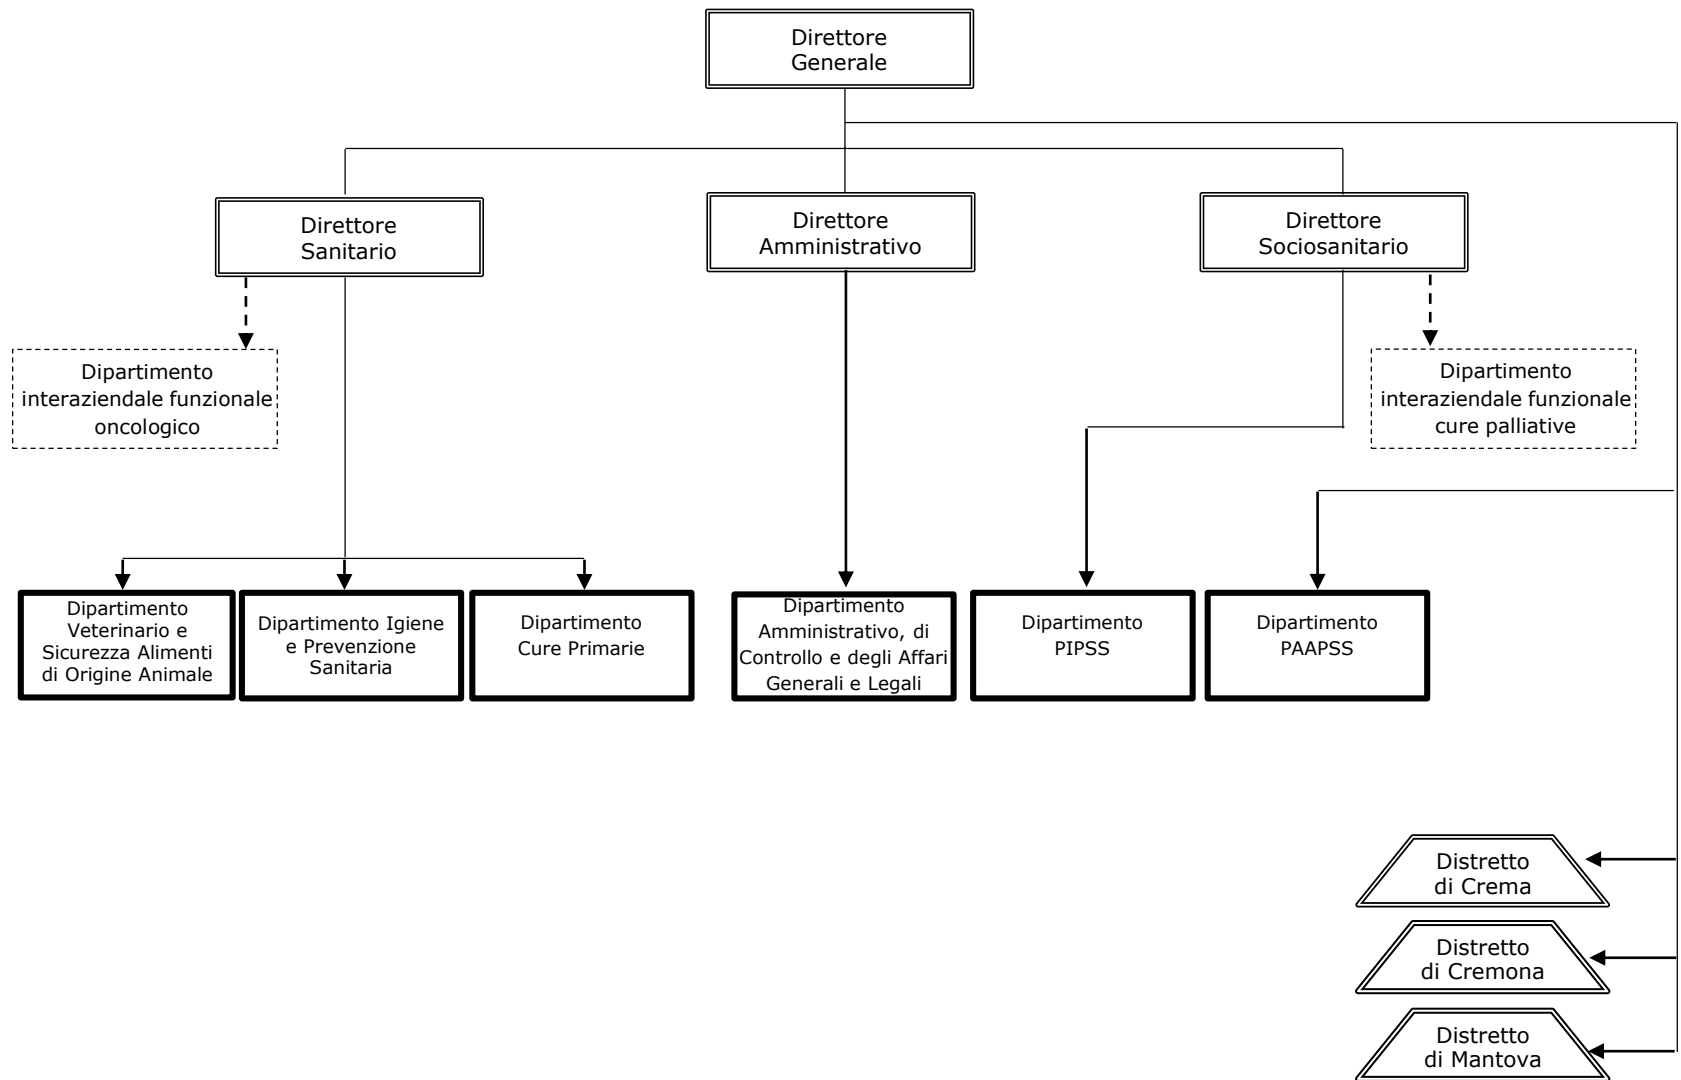 Direttore
Generale
Direttore
Sanitario
Direttore
Amministrativo
Direttore
Sociosanitario
Dipartimento
interaziendale funzionale
oncologico
Dipartimento
interaziendale funzionale
cure palliative
Dipartimento
Veterinario e
Sicurezza Alimenti
di Origine Animale
Dipartimento Igiene
e Prevenzione
Sanitaria
Dipartimento
Cure Primarie
Dipartimento
Amministrativo, di
Controllo e degli Affari
Generali e Legali
Dipartimento
PIPSS
Dipartimento
PAAPSS
Distretto
di Crema
Distretto
di Cremona
Distretto
di Mantova